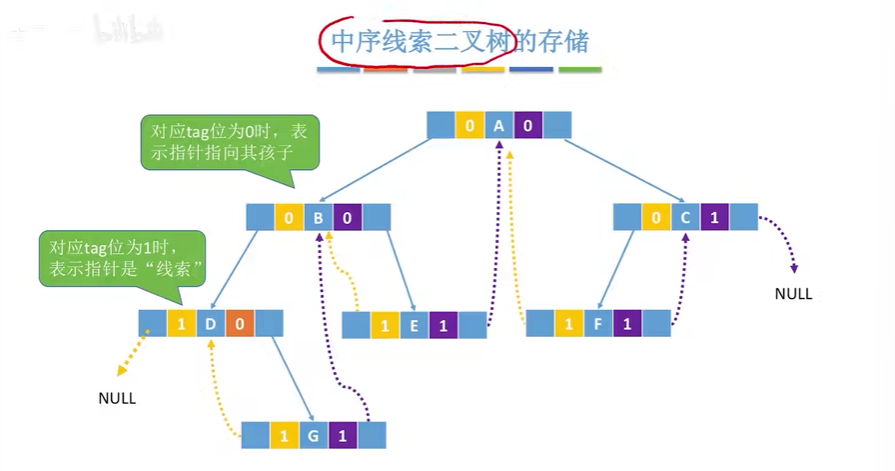 bilibili
中序线索二叉树的存储
对应tag位为0时，表
示指针指向其孩子
0 A 0
0 B 0
0 C 1
对应tag位为1时，
表示指针是“线索”
NULL
1 D 0
1 E 1
1 F 1
NULL
1 G 1